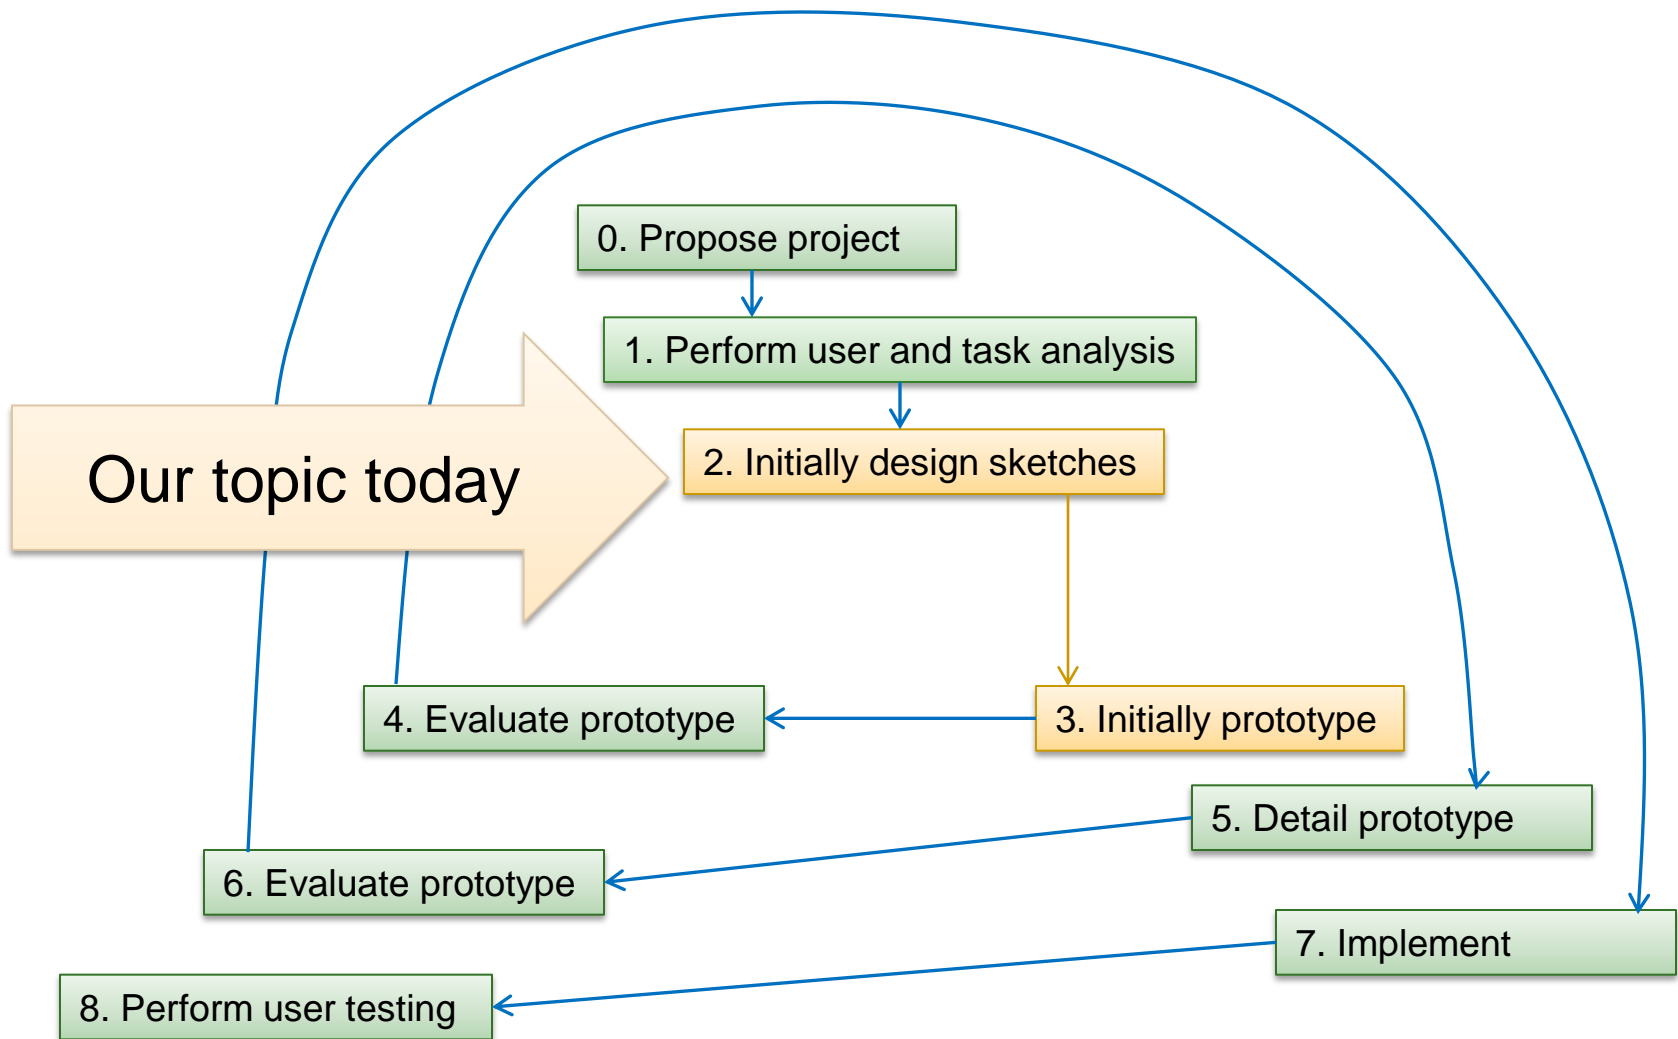 0. Propose project
1. Perform user and task analysis
Our topic today
2. Initially design sketches
4. Evaluate prototype
3. Initially prototype
5. Detail prototype
6. Evaluate prototype
7. Implement
8. Perform user testing